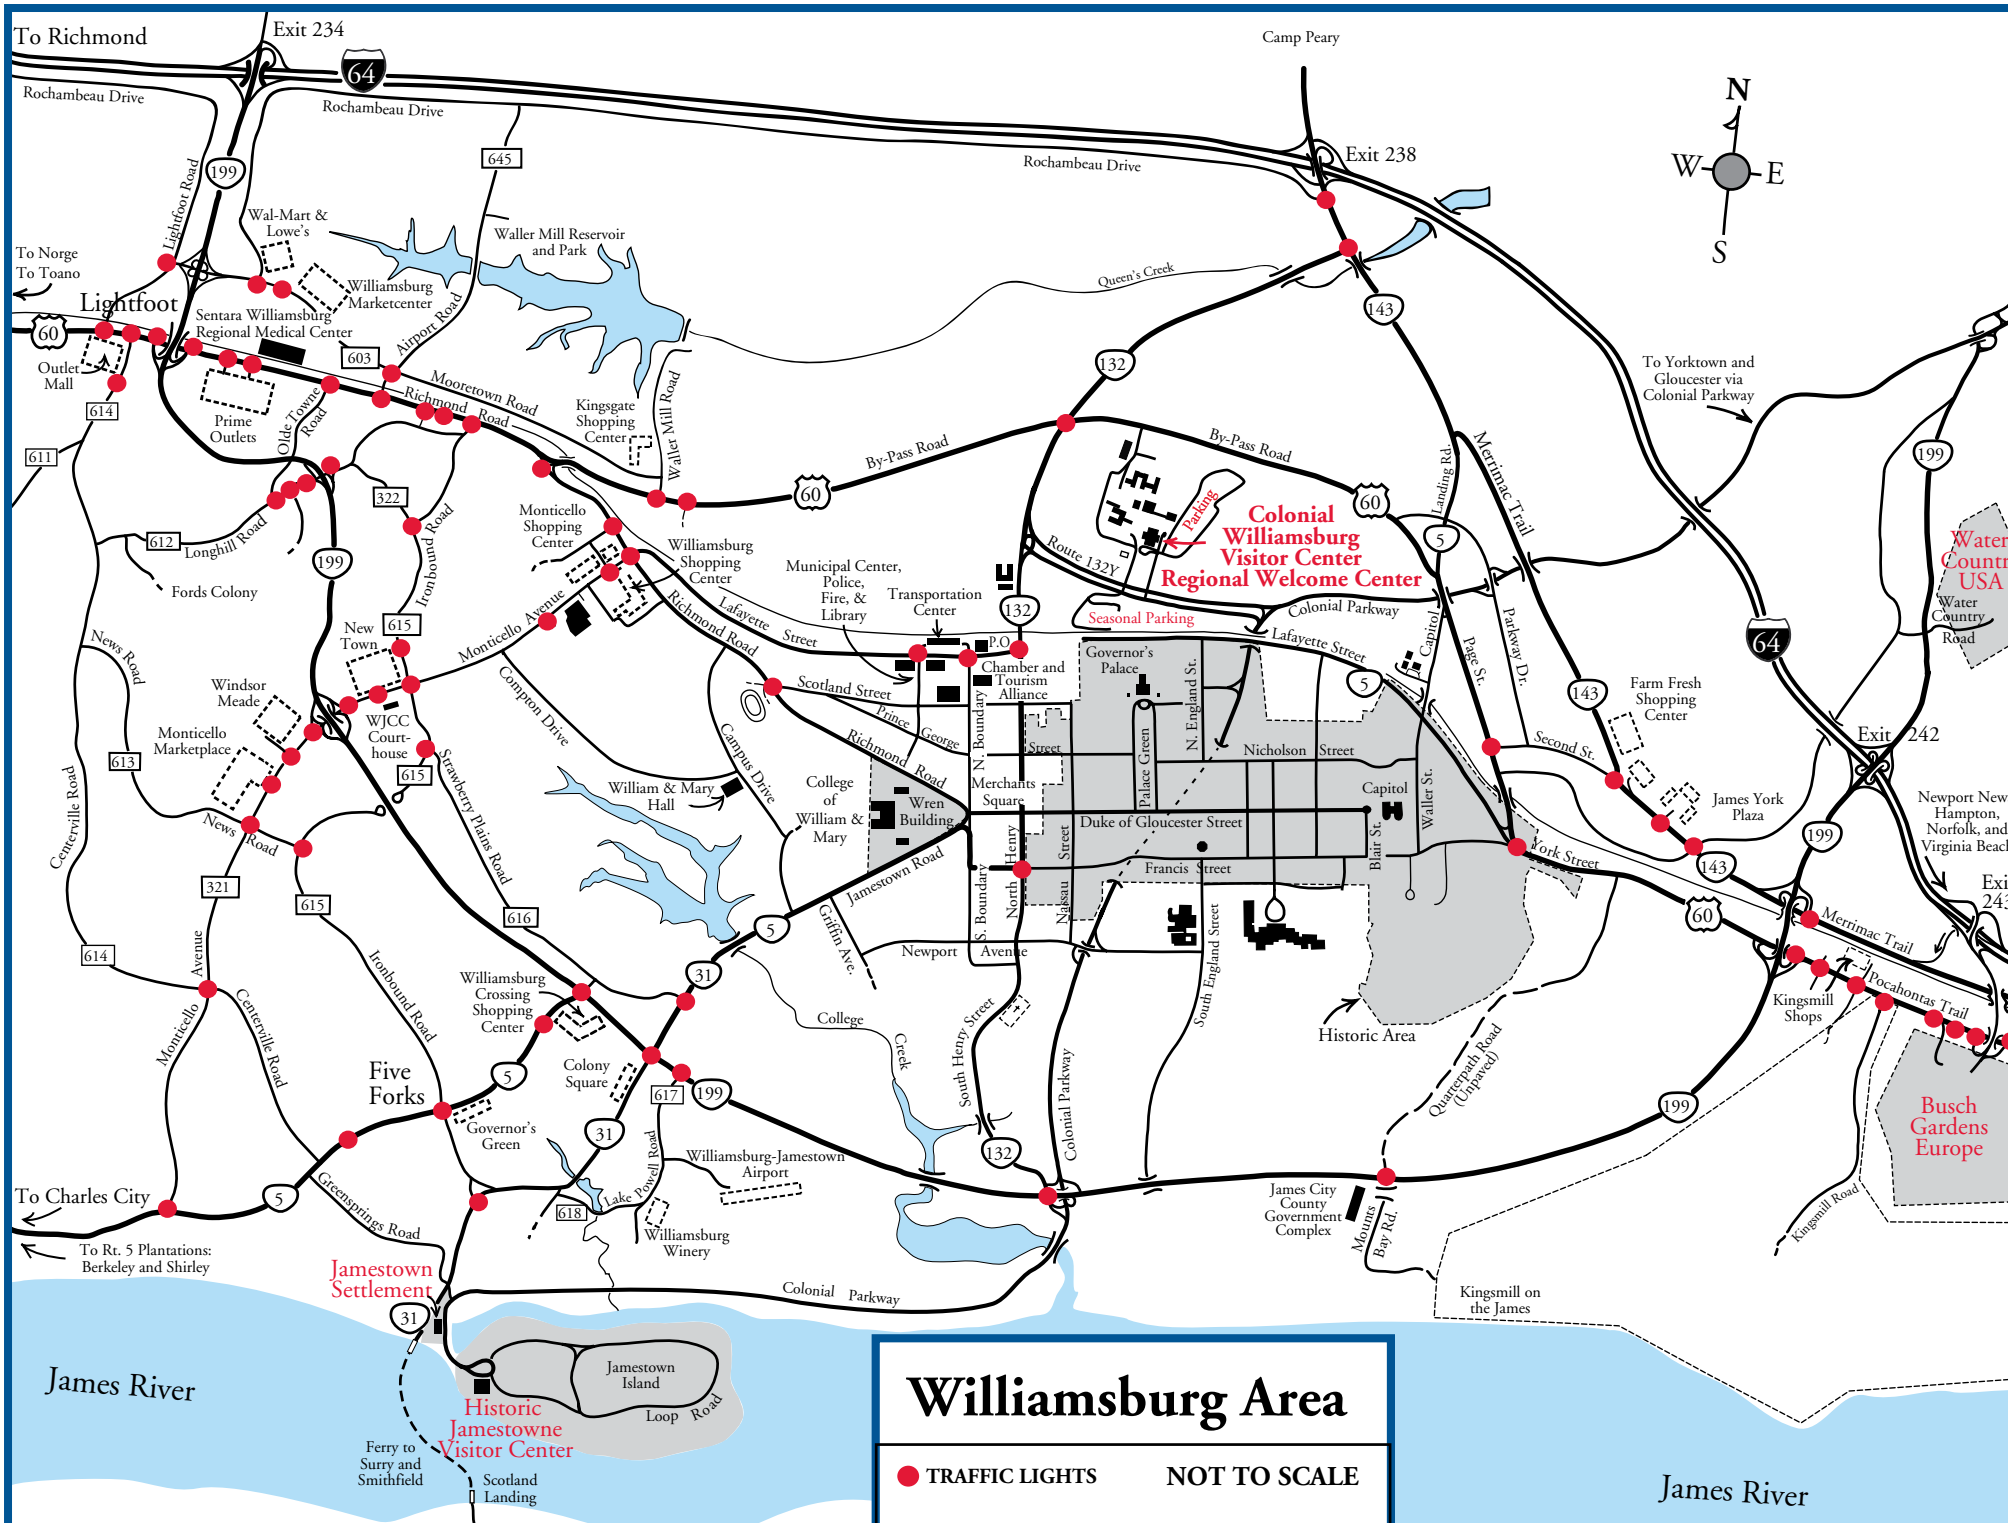 To Richmond
Exit 234
64
Camp Peary
N
W
E
S
Rochambeau Drive
Rochambeau Drive
Rochambeau Drive
Exit 238
645
199
Lightfoot Road
Wal-Mart &
Lowe's
Waller Mill Reservoir
and Park
Queen's Creek
To Norge
To Toano
Williamsburg
Marketcenter
Lightfoot
60
Sentara Williamsburg
Regional Medical Center
603
Airport Road
143
132
Outlet
Mall
614
Prime
Outlets
Olde Towne
Road
Mooretown Road
Richmond Road
Kingsgate
Shopping
Center
Waller Mill Road
To Yorktown and
Gloucester via
Colonial Parkway
611
By-Pass Road
By-Pass Road
60
60
Landing Rd.
Merrimac Trail
199
322
612
Longhill Road
Fords Colony
199
Ironbound Road
Monticello
Shopping
Center
Williamsburg
Shopping
Center
Parking
Colonial
Williamsburg
Visitor Center
Regional Welcome Center
5
Route 132Y
Seasonal Parking
Colonial Parkway
Water
Country
USA
Water
Country
Road
Municipal Center,
Police,
Fire, &
Library
Transportation
Center
132
P.O.
Lafayette Street
Lafayette Street
Richmond Road
Monticello Avenue
615
New
Town
News Road
Windsor
Meade
Monticello
Marketplace
WJCC
Court-
house
615
613
Compton Drive
Campus Drive
Scotland Street
Prince George
Street
Chamber and
Tourism
Alliance
Governor's
Palace
N. England St.
5
Capitol
Page St.
Parkway Dr.
64
143
Farm Fresh
Shopping
Center
Second St.
Exit 242
James York
Plaza
Newport News
Hampton,
Norfolk, and
Virginia Beach
199
143
Exit
243
Centerville Road
News Road
Strawberry Plains Road
William & Mary
Hall
College
of
William &
Mary
Wren
Building
Richmond Road
N. Boundary
Merchants
Square
Palace Green
Nicholson Street
Capitol
Duke of Gloucester Street
Waller St.
Blair St.
Francis Street
York Street
60
321
615
616
5
31
Jamestown Road
Griffin Ave.
S. Boundary
North Henry
Nassau Street
Newport Avenue
South England Street
Historic Area
Merrimac Trail
Pocahontas Trail
Kingsmill
Shops
614
Monticello Avenue
Centerville Road
Ironbound Road
Williamsburg
Crossing
Shopping
Center
College Creek
South Henry Street
Colonial Parkway
Quarterpath Road
(Unpaved)
Five
Forks
5
Colony
Square
617
199
199
Busch
Gardens
Europe
Governor's
Green
31
Lake Powell Road
Williamsburg-Jamestown
Airport
132
To Charles City
5
Greensprings Road
618
Williamsburg
Winery
James City
County
Government
Complex
Mounts
Bay Rd.
Kingsmill Road
To Rt. 5 Plantations:
Berkeley and Shirley
Jamestown
Settlement
31
Colonial Parkway
Kingsmill on
the James
James River
Jamestown
Island
Loop Road
Historic
Jamestowne
Visitor Center
Ferry to
Surry and
Smithfield
Scotland
Landing
Williamsburg Area
TRAFFIC LIGHTS
NOT TO SCALE
James River